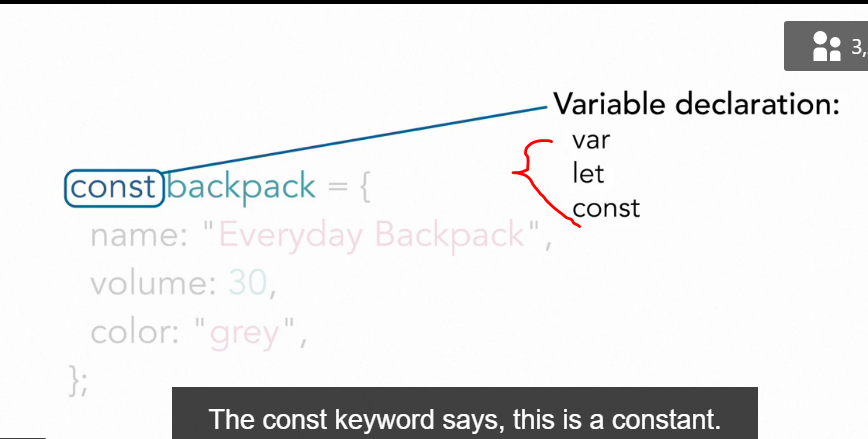 3,
Variable declaration:
var
let
const
const backpack = {
name: "Everyday Backpack",
volume: 30,
color: "grey",
};
The const keyword says, this is a constant.